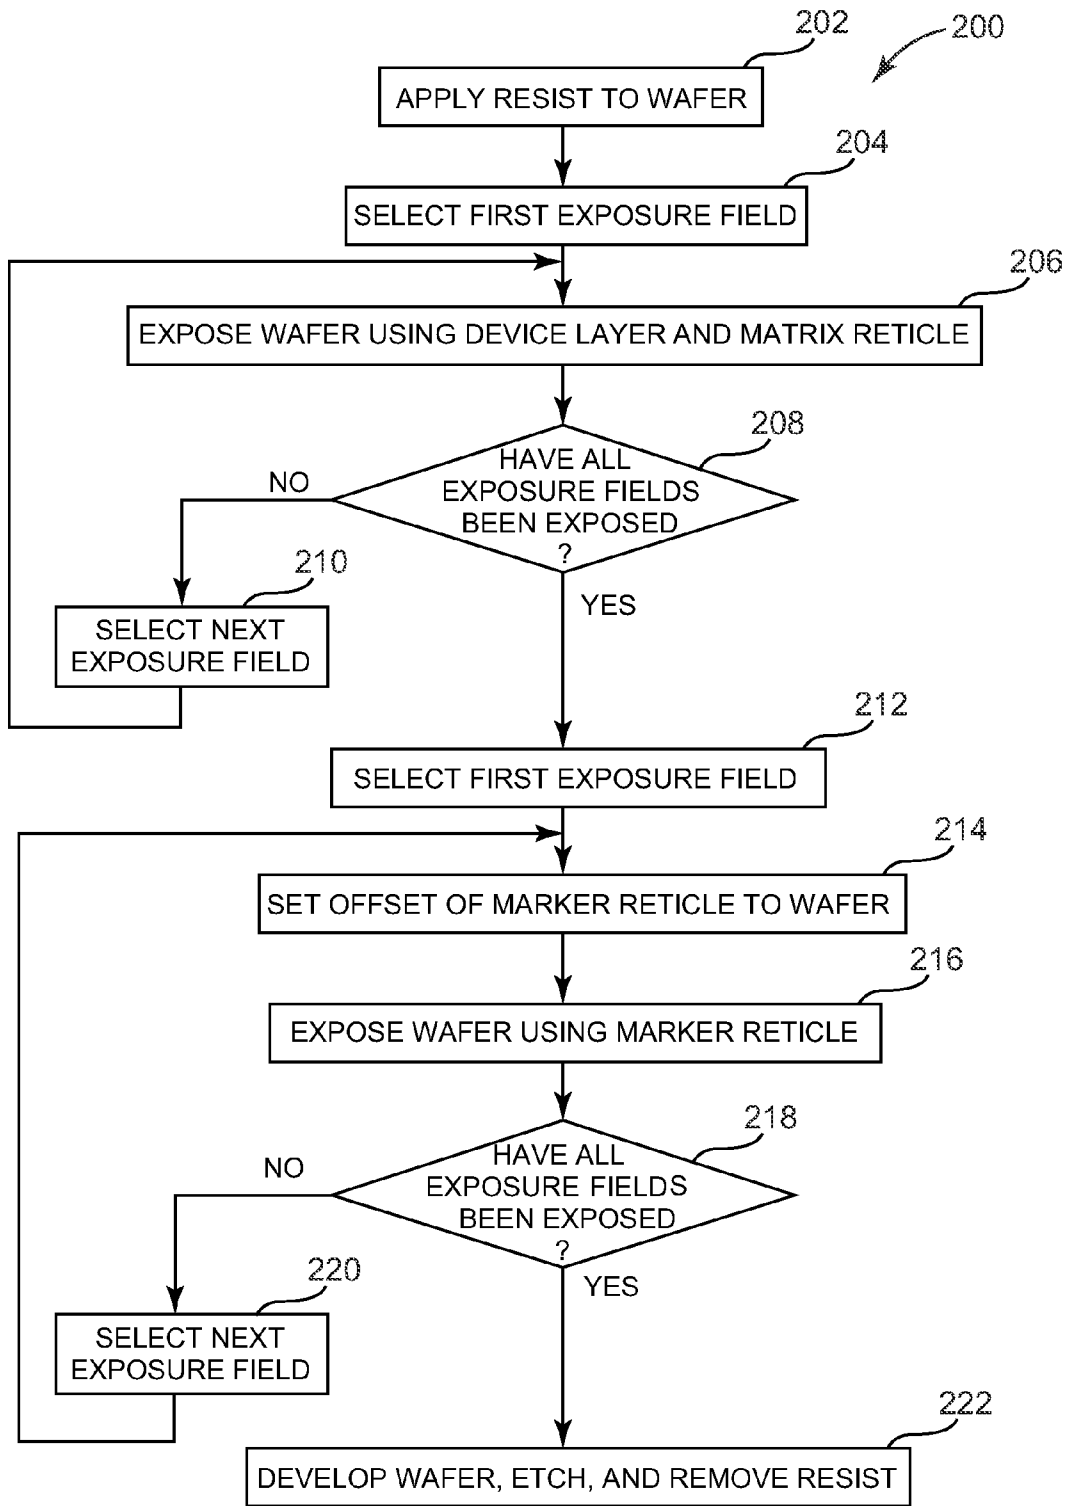 202
200
APPLY RESIST TO WAFER
204
SELECT FIRST EXPOSURE FIELD
206
EXPOSE WAFER USING DEVICE LAYER AND MATRIX RETICLE
208
HAVE ALL
EXPOSURE FIELDS
BEEN EXPOSED
?
NO
YES
210
SELECT NEXT
EXPOSURE FIELD
212
SELECT FIRST EXPOSURE FIELD
214
SET OFFSET OF MARKER RETICLE TO WAFER
216
EXPOSE WAFER USING MARKER RETICLE
218
HAVE ALL
EXPOSURE FIELDS
BEEN EXPOSED
?
NO
YES
220
SELECT NEXT
EXPOSURE FIELD
222
DEVELOP WAFER, ETCH, AND REMOVE RESIST